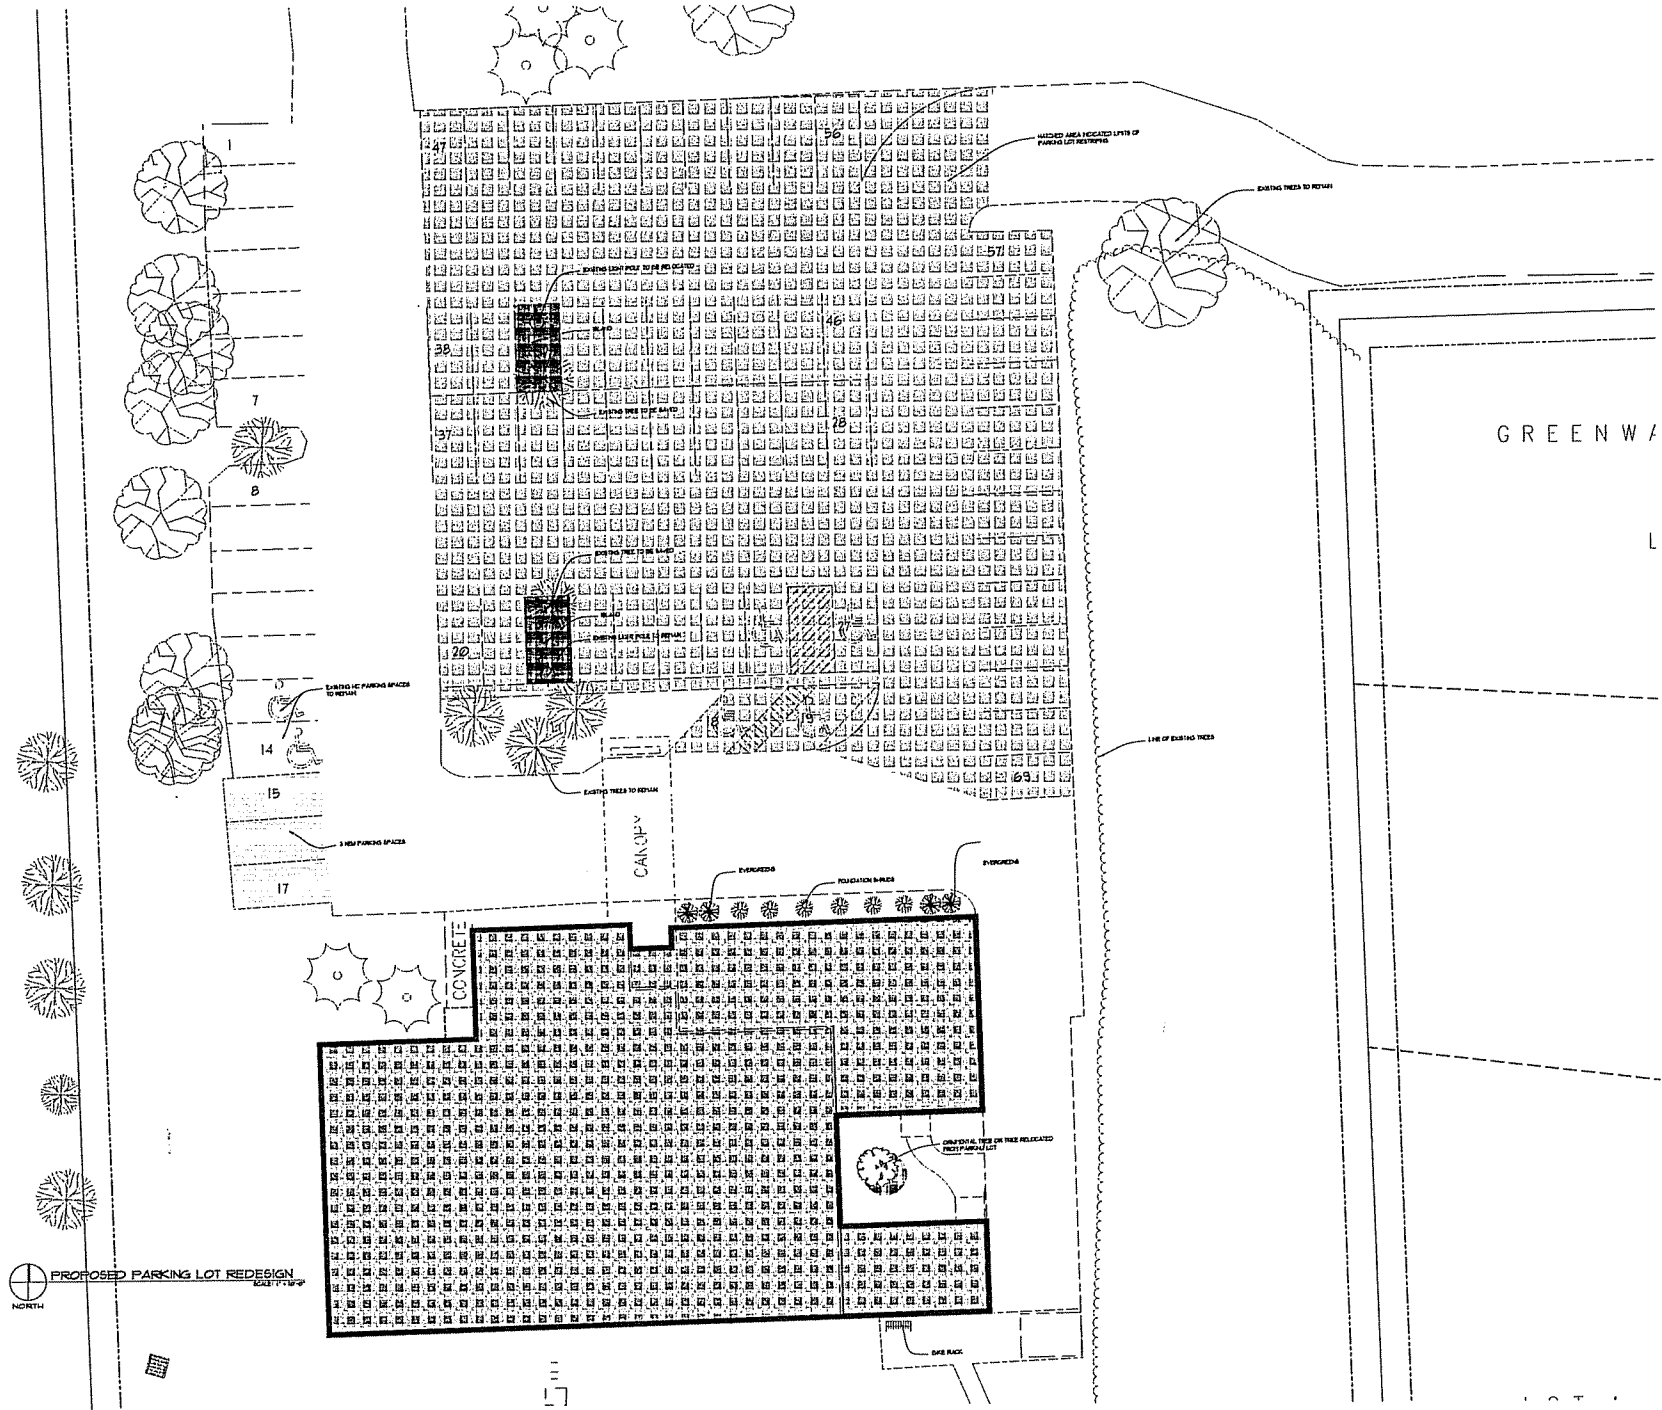 56
47
1
HATCHED AREA INDICATED LIMITS OF
PARKING LOT RESTRIPING
EXISTING TREES TO REMAIN
57
EXISTING LIGHT POLE TO BE RELOCATED
46
ISLAND
38
7
EXISTING TREE TO BE SAVED
28
37
GREENWA
8
L
EXISTING TREE TO BE SAVED
ISLAND
EXISTING LIGHT POLE TO REMAIN
20
EXISTING HC PARKING SPACES
TO REMAIN
18
19
14
LINE OF EXISTING TREES
69
15
EXISTING TREES TO REMAIN
3 NEW PARKING SPACES
CANOPY
17
EVERGREENS
FOUNDATION SHRUBS
EVERGREENS
CONCRETE
ORNAMENTAL TREE OR TREE RELOCATED
FROM PARKING LOT
PROPOSED PARKING LOT REDESIGN
NORTH
BIKE RACK